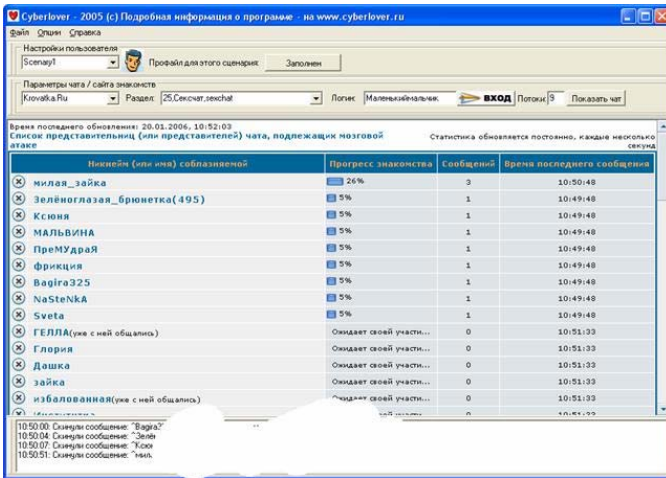 Cyberlover - 2005 (c) Подробная информация о программе - на www.cyberlover.ru
Файл Опции Справка
Настройки пользователя
Scenary1 Профайл для этого сценария: Заполнен
Параметры чата / сайта знакомств
Krovatka.Ru Раздел: 25,Сексчат,sexchat Логин: Маленькиймальчик ВХОД Потоки: 9 Показать чат
Время последнего обновления: 20.01.2006, 10:52:03
Список представительниц (или представителей) чата, подлежащих мозговой атаке
Статистика обновляется постоянно, каждые несколько секунд
Никнейм (или имя) соблазняемой Прогресс знакомства Сообщений Время последнего сообщения
милая_зайка 26% 3 10:50:48
Зелёноглазая_брюнетка(495) 5% 1 10:49:48
Ксюня 5% 1 10:49:48
МАЛЬВИНА 5% 1 10:49:48
ПреМУдраЯ 5% 1 10:49:48
фрикция 5% 1 10:49:48
Bagira325 5% 1 10:49:48
NaSteNkA 5% 1 10:49:48
Sveta 5% 1 10:49:48
ГЕЛЛА(уже с ней общались) Ожидает своей участи... 0 10:51:33
Глория Ожидает своей участи... 0 10:51:33
Дашка Ожидает своей участи... 0 10:51:33
зайка Ожидает своей участи... 0 10:51:33
избалованная(уже с ней общались) Ожидает своей участи... 0 10:51:33
10:50:00: Скинули сообщение: "Bagira3
10:50:04: Скинули сообщение: "Зелён
10:50:07: Скинули сообщение: "Ксюн
10:50:51: Скинули сообщение: "мил